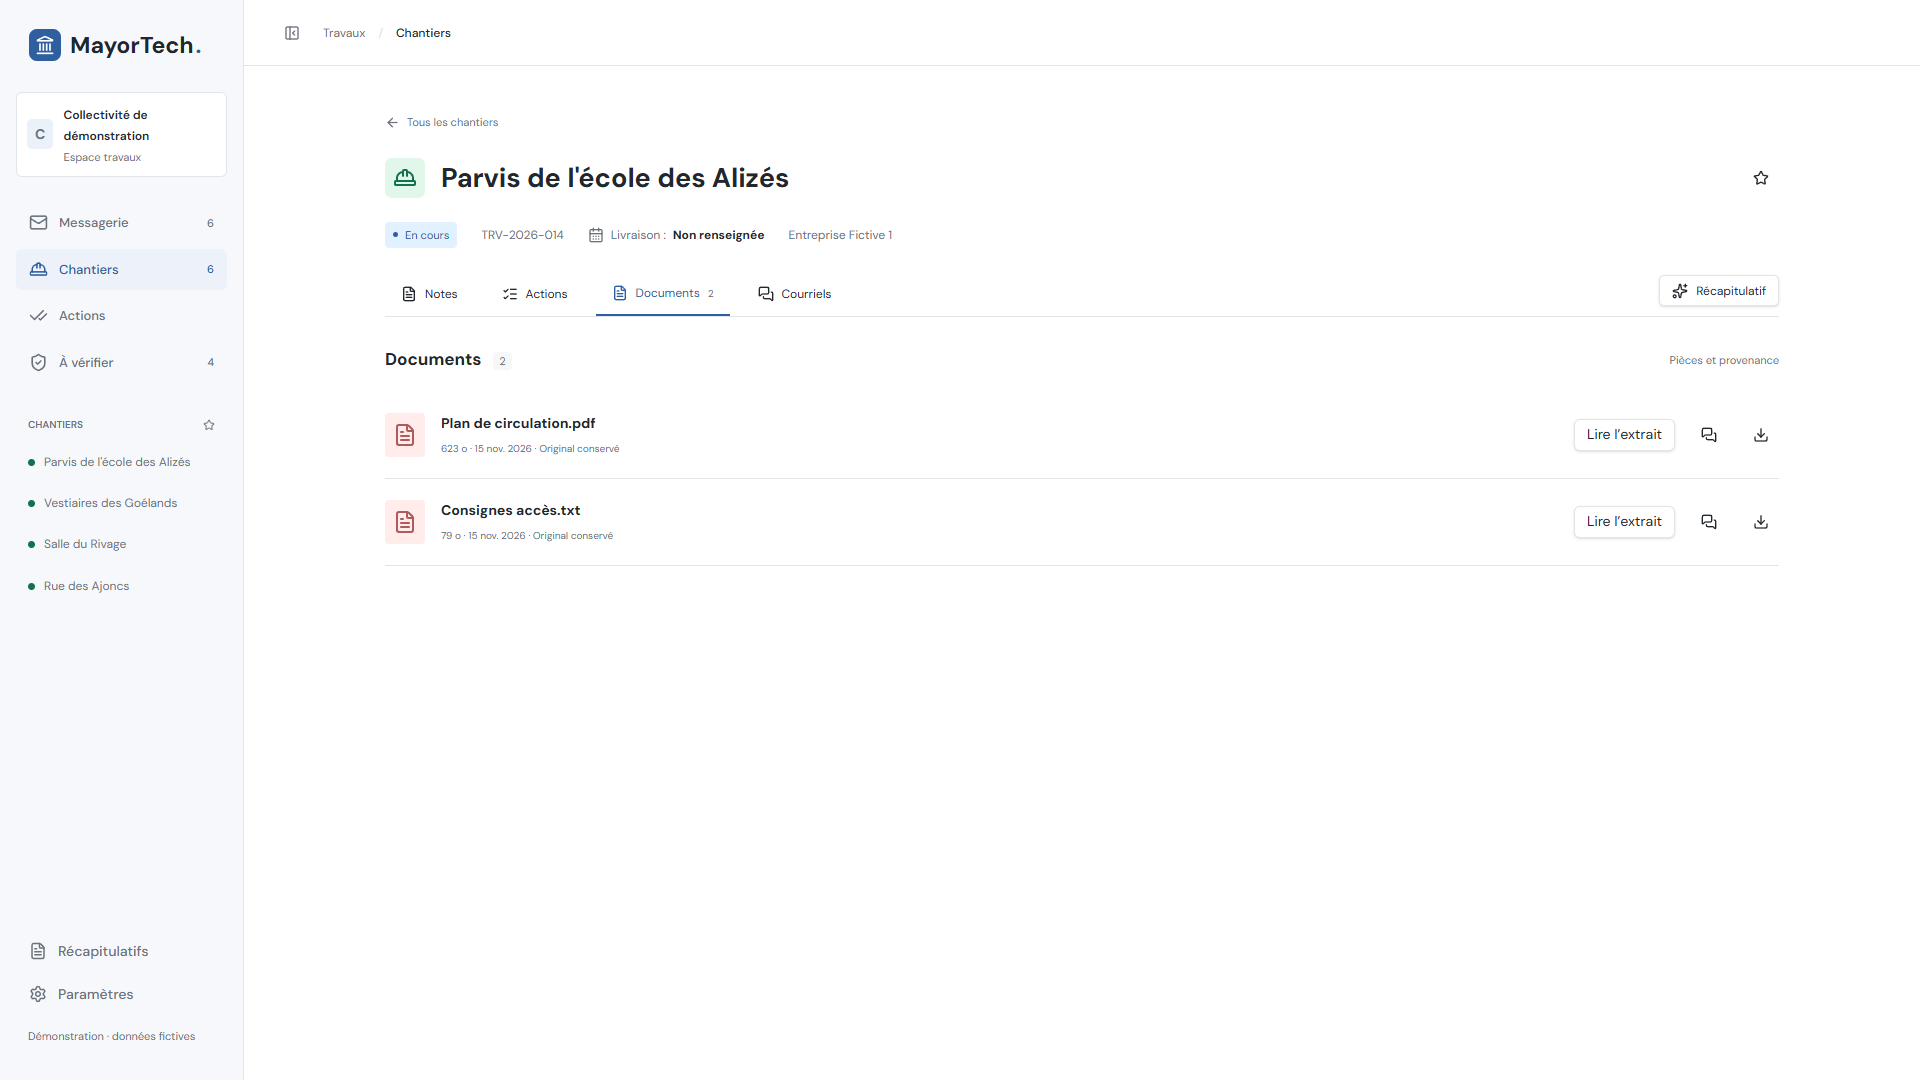 MayorTech.
Collectivité de
démonstration
Espace travaux
C
Messagerie 6
Chantiers 6
Actions
À vérifier 4
CHANTIERS
Parvis de l'école des Alizés
Vestiaires des Goélands
Salle du Rivage
Rue des Ajoncs
Récapitulatifs
Paramètres
Démonstration · données fictives
Travaux / Chantiers
Tous les chantiers
Parvis de l'école des Alizés
En cours TRV-2026-014 Livraison : Non renseignée Entreprise Fictive 1
Notes Actions Documents 2 Courriels Récapitulatif
Documents 2 Pièces et provenance
Plan de circulation.pdf
623 o · 15 nov. 2026 · Original conservé
Lire l’extrait
Consignes accès.txt
79 o · 15 nov. 2026 · Original conservé
Lire l’extrait